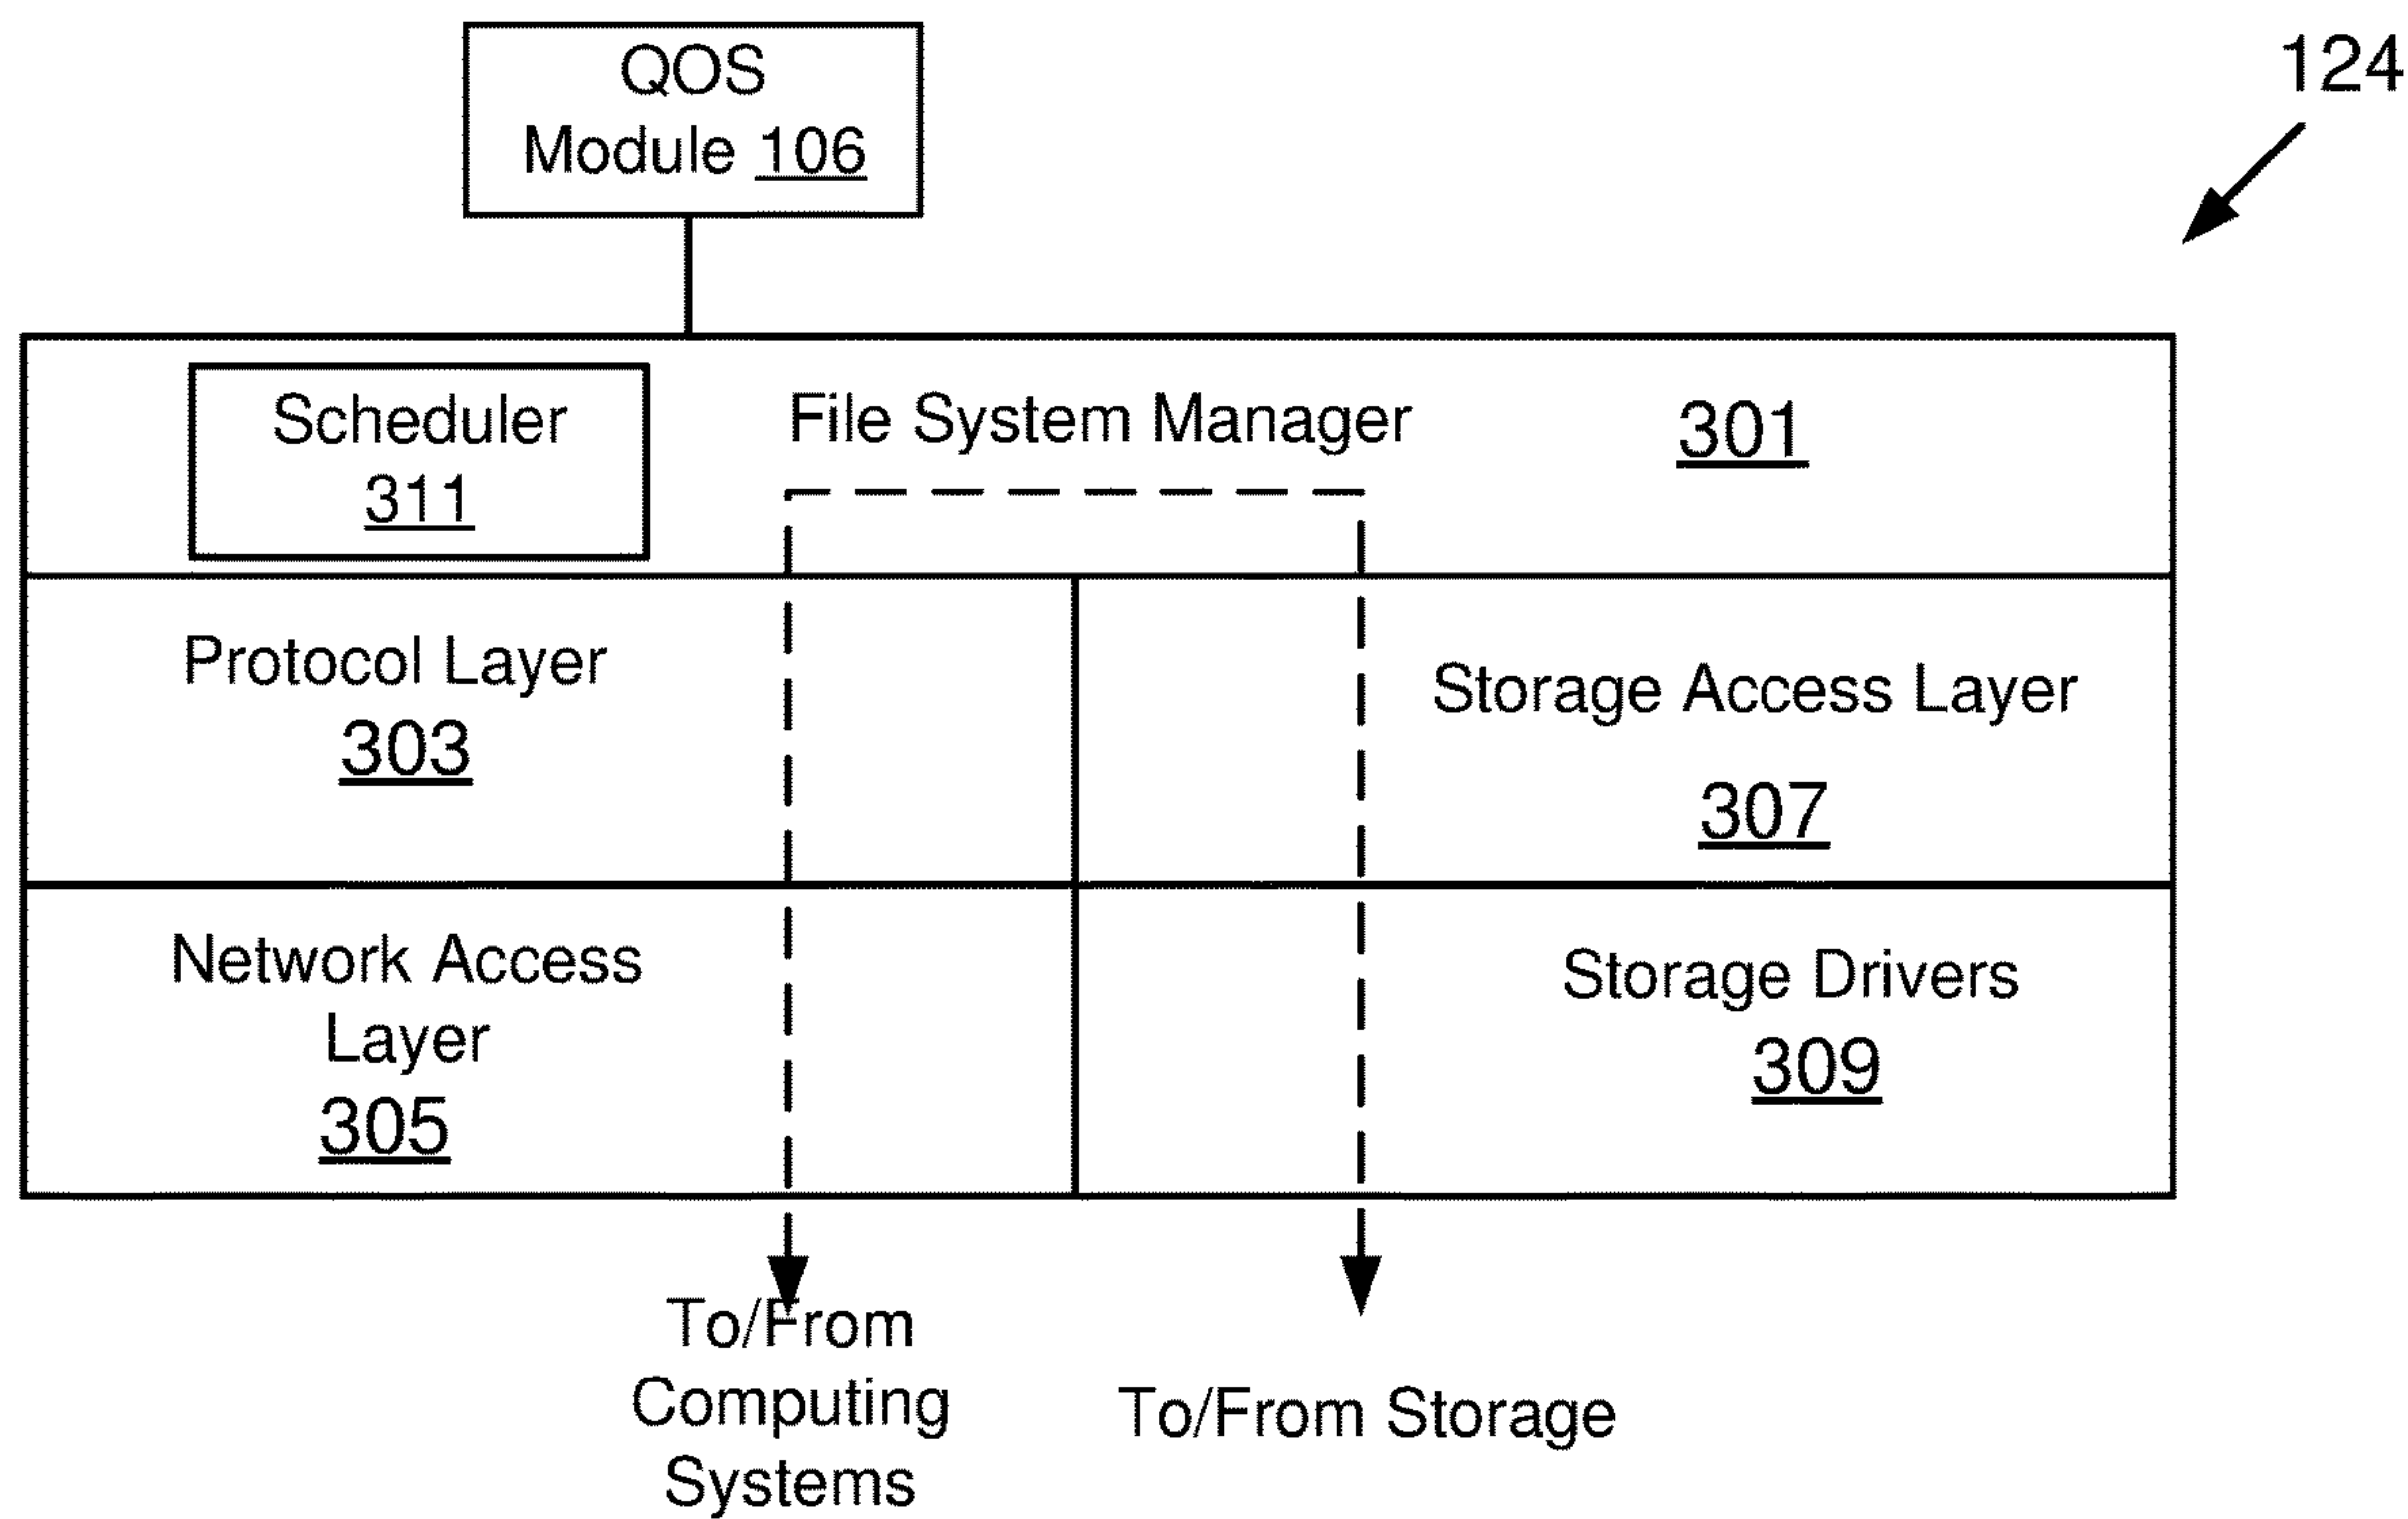 QOS
Module 106
124
Scheduler
311
File System Manager
301
Protocol Layer
303
Storage Access Layer
307
Network Access
Layer
305
Storage Drivers
309
To/From
Computing
Systems
To/From Storage